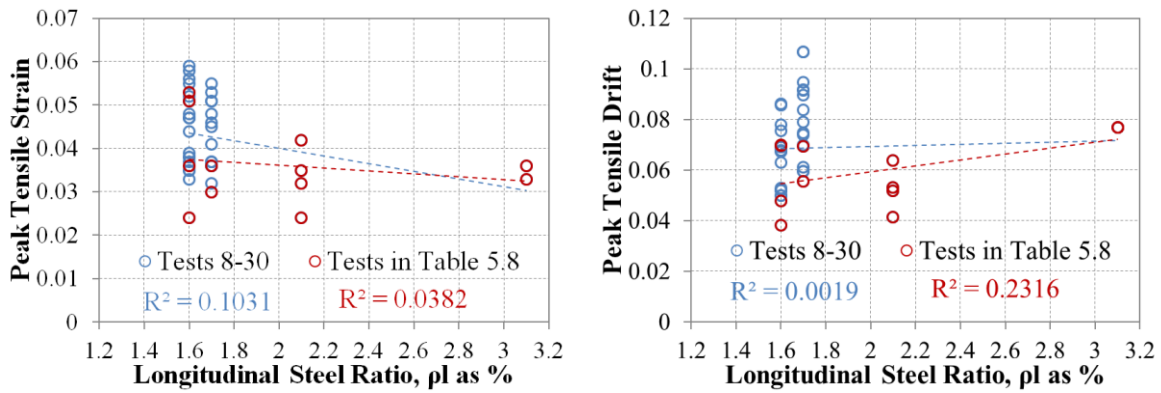 0.07
0.06
0.05
0.04
0.03
0.02
0.01
0
Peak Tensile Strain
Tests 8-30
Tests in Table 5.8
R² = 0.1031
R² = 0.0382
1.2 1.4 1.6 1.8 2 2.2 2.4 2.6 2.8 3 3.2
Longitudinal Steel Ratio, ρl as %
0.12
0.1
0.08
0.06
0.04
0.02
0
Peak Tensile Drift
Tests 8-30
Tests in Table 5.8
R² = 0.0019
R² = 0.2316
1.2 1.4 1.6 1.8 2 2.2 2.4 2.6 2.8 3 3.2
Longitudinal Steel Ratio, ρl as %